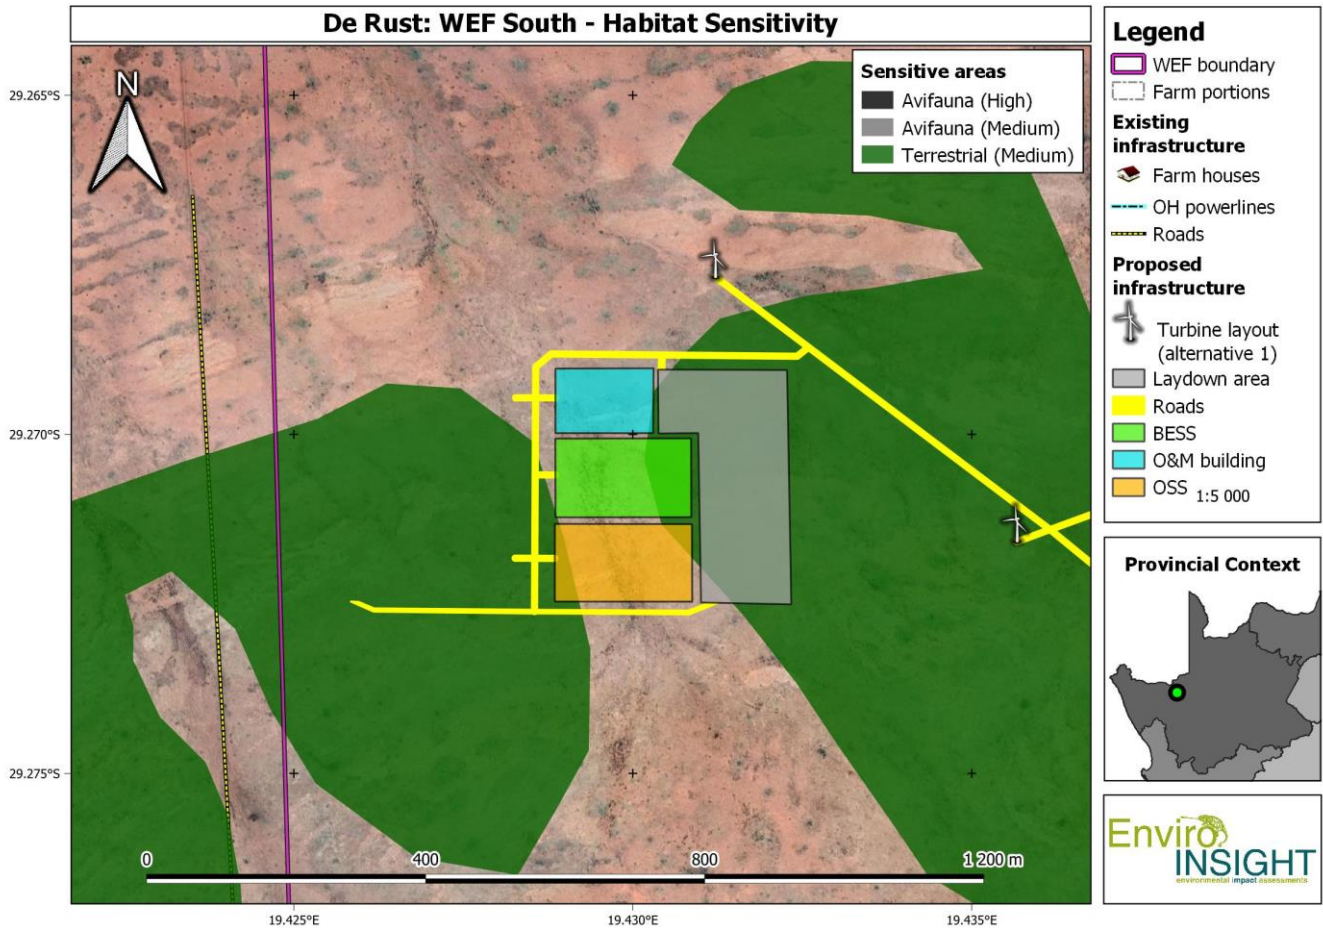 De Rust: WEF South - Habitat Sensitivity
N
29.265°S
29.270°S
29.275°S
Sensitive areas
Avifauna (High)
Avifauna (Medium)
Terrestrial (Medium)
0
400
800
1 200 m
19.425°E
19.430°E
19.435°E
Legend
WEF boundary
Farm portions
Existing
infrastructure
Farm houses
OH powerlines
Roads
Proposed
infrastructure
Turbine layout
(alternative 1)
Laydown area
Roads
BESS
O&M building
OSS
1:5 000
Provincial Context
Enviro
INSIGHT
environmental impact assessments